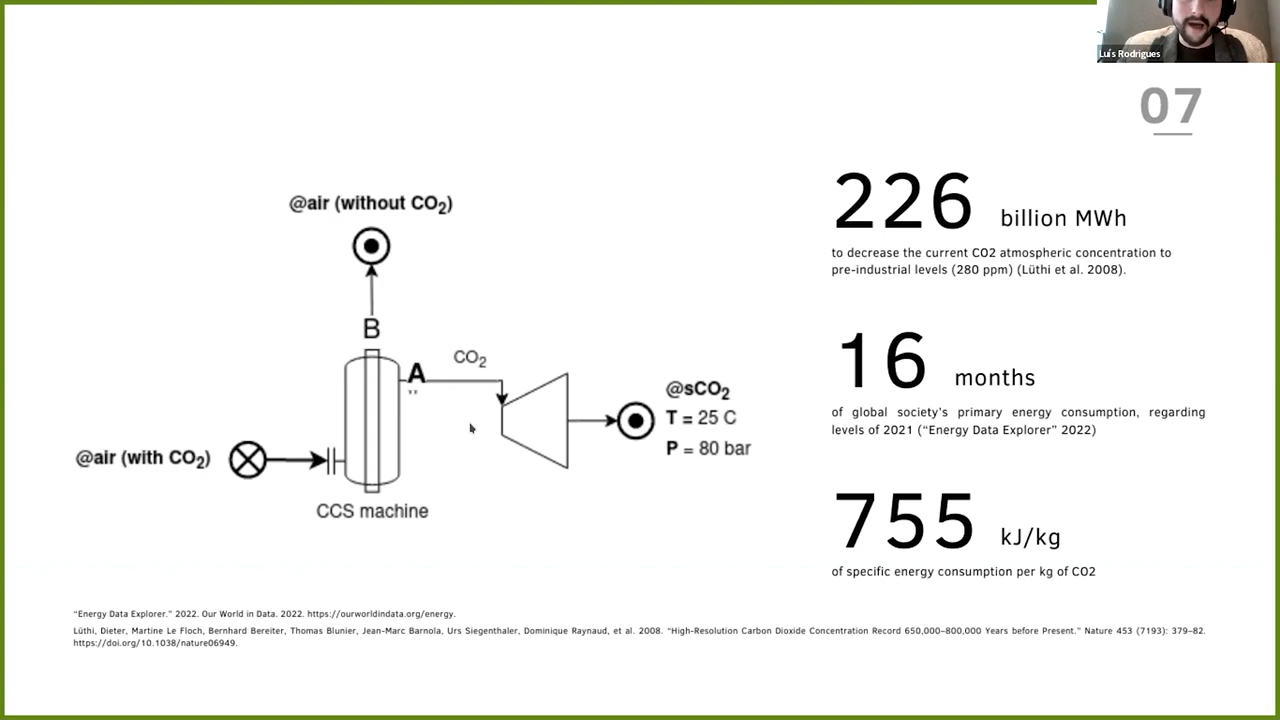 Luís Rodrigues
07
@air (without CO2)
B
A
CO2
@sCO2
T = 25 C
P = 80 bar
@air (with CO2)
CCS machine
226 billion MWh
to decrease the current CO2 atmospheric concentration to
pre-industrial levels (280 ppm) (Lüthi et al. 2008).
16 months
of global society's primary energy consumption, regarding
levels of 2021 ("Energy Data Explorer" 2022)
755 kJ/kg
of specific energy consumption per kg of CO2
"Energy Data Explorer." 2022. Our World in Data. 2022. https://ourworldindata.org/energy.
Lüthi, Dieter, Martine Le Floch, Bernhard Bereiter, Thomas Blunier, Jean-Marc Barnola, Urs Siegenthaler, Dominique Raynaud, et al. 2008. "High-Resolution Carbon Dioxide Concentration Record 650,000–800,000 Years before Present." Nature 453 (7193): 379–82.
https://doi.org/10.1038/nature06949.